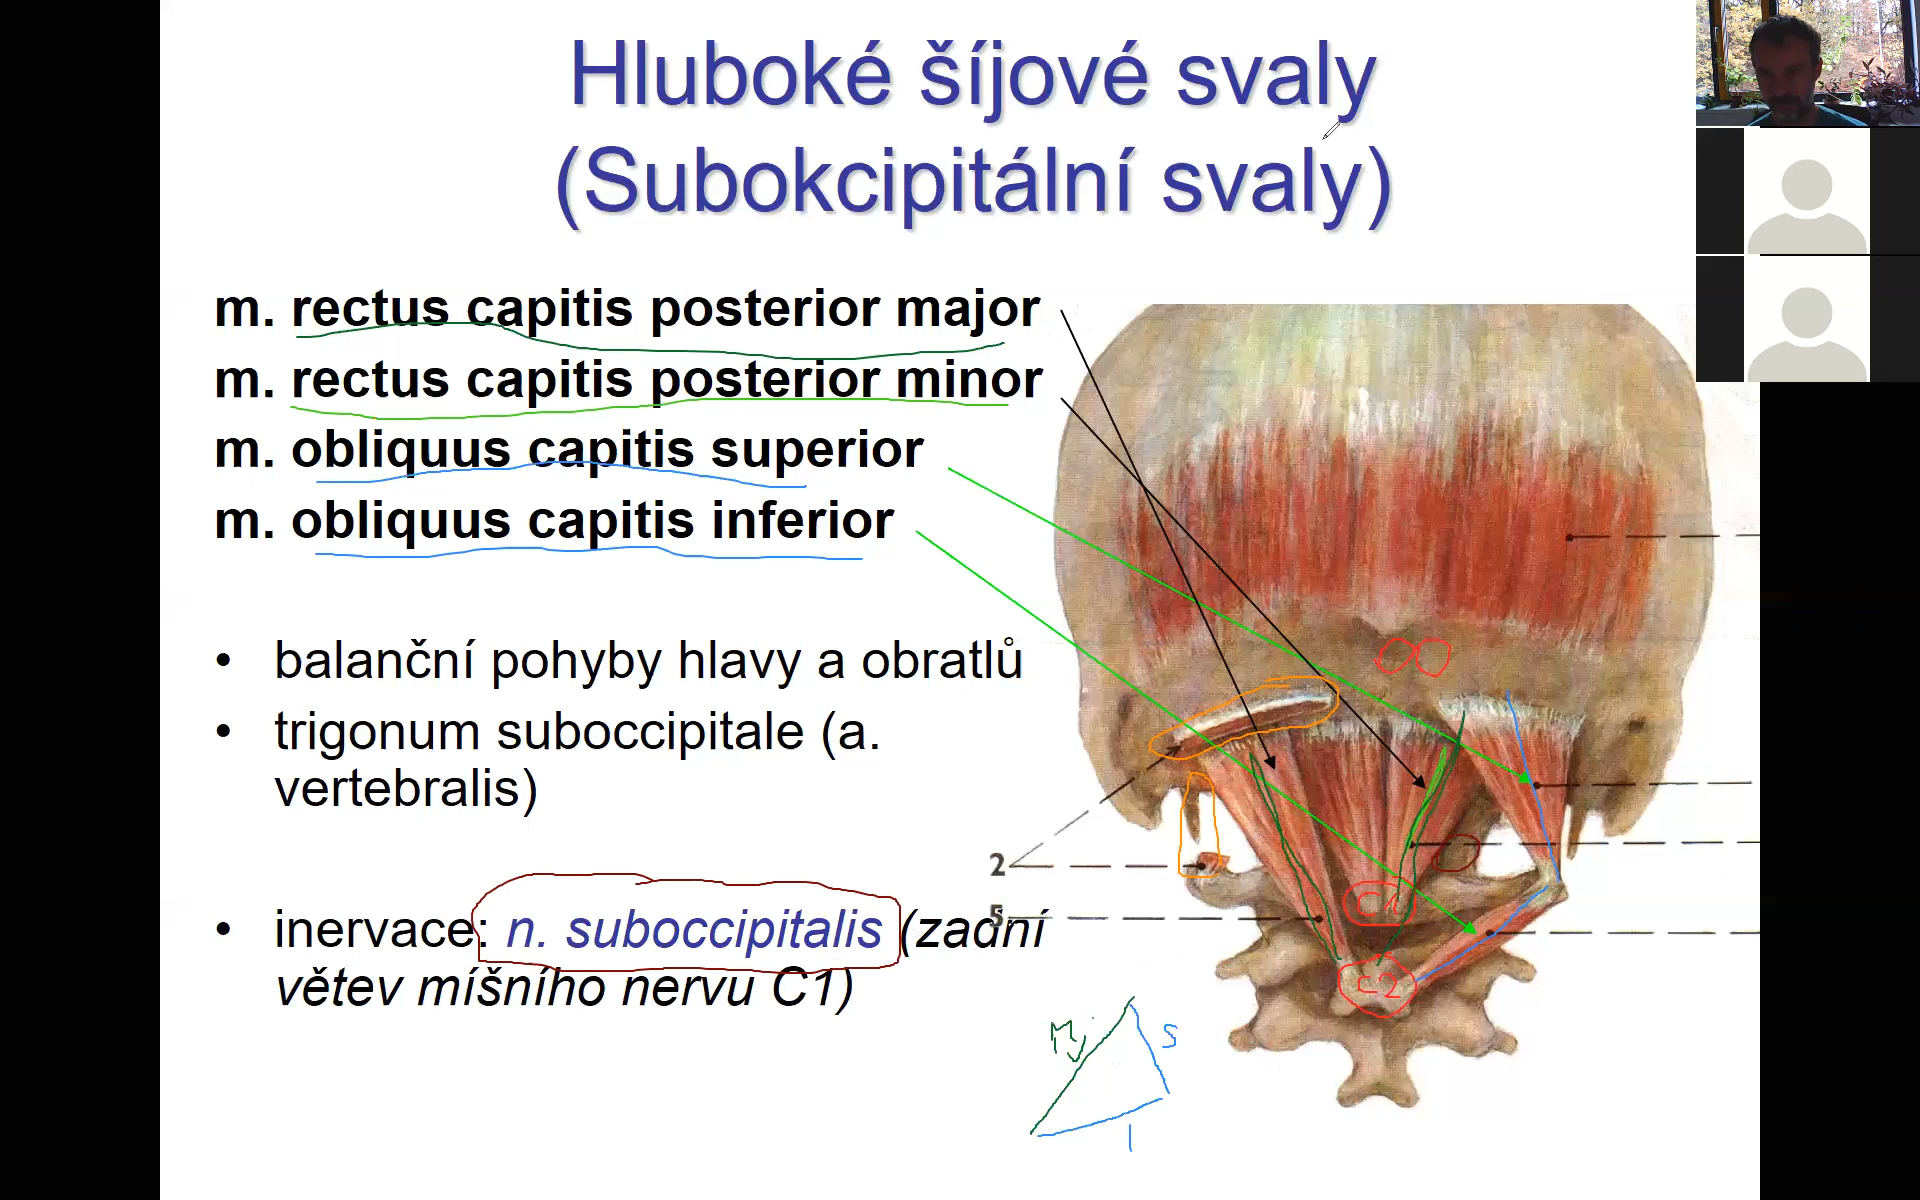 Hluboké šíjové svaly
(Subokcipitální svaly)
m. rectus capitis posterior major
m. rectus capitis posterior minor
m. obliquus capitis superior
m. obliquus capitis inferior
• balanční pohyby hlavy a obratlů
• trigonum suboccipitale (a.
vertebralis)
• inervace: n. suboccipitalis (zadní
větev míšního nervu C1)
2
5
C1
C2
Mj
S
I